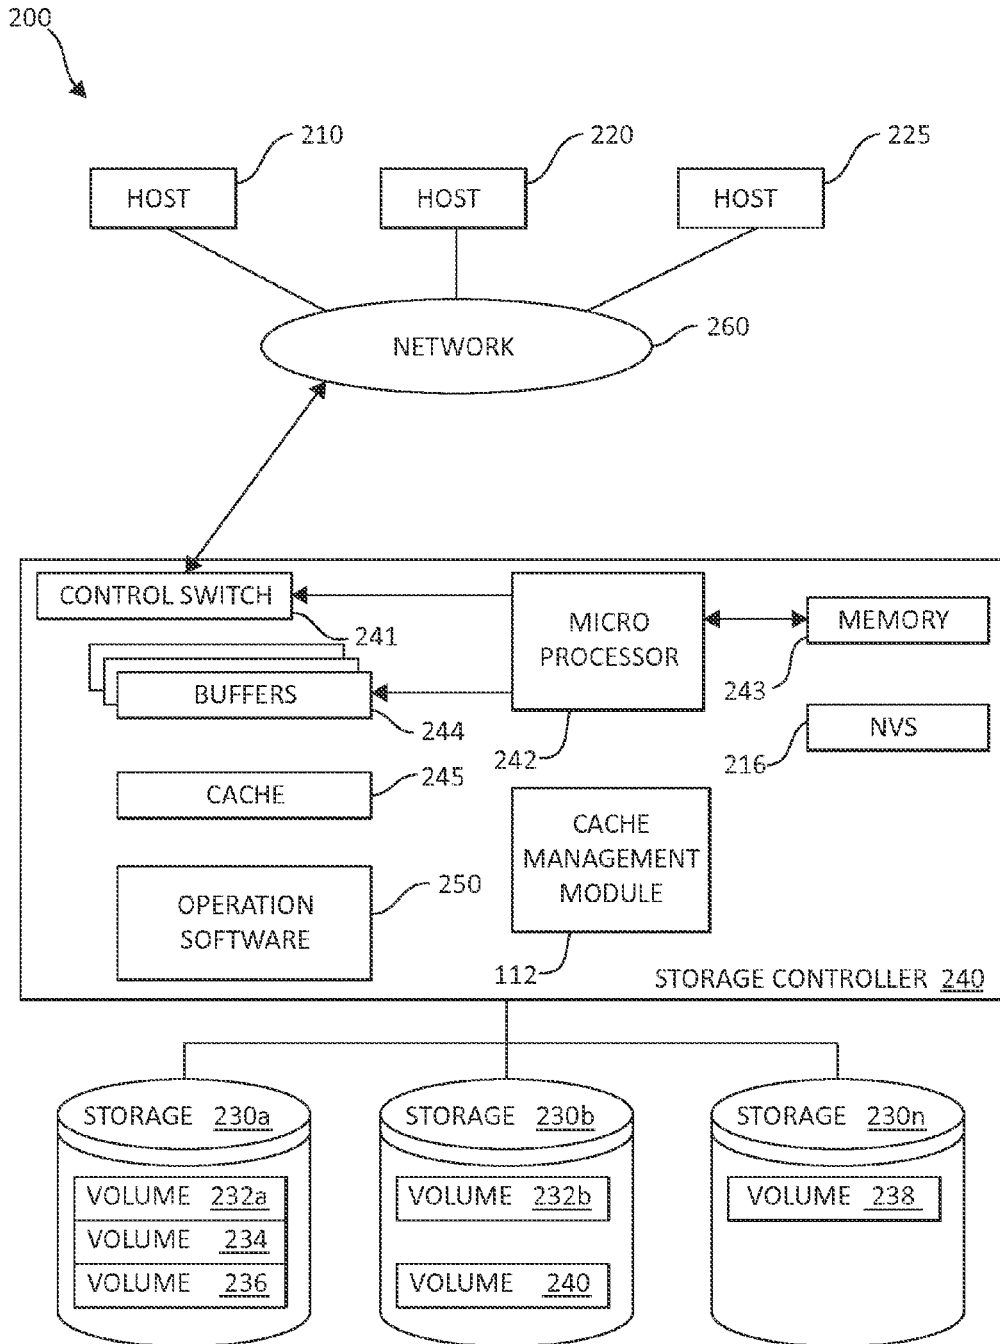 200
210
220
225
HOST
HOST
HOST
260
NETWORK
CONTROL SWITCH
241
MICRO
PROCESSOR
MEMORY
243
BUFFERS
244
242
NVS
216
CACHE
245
CACHE
MANAGEMENT
MODULE
OPERATION
SOFTWARE
250
112
STORAGE CONTROLLER 240
STORAGE 230a
STORAGE 230b
STORAGE 230n
VOLUME 232a
VOLUME 234
VOLUME 236
VOLUME 232b
VOLUME 240
VOLUME 238